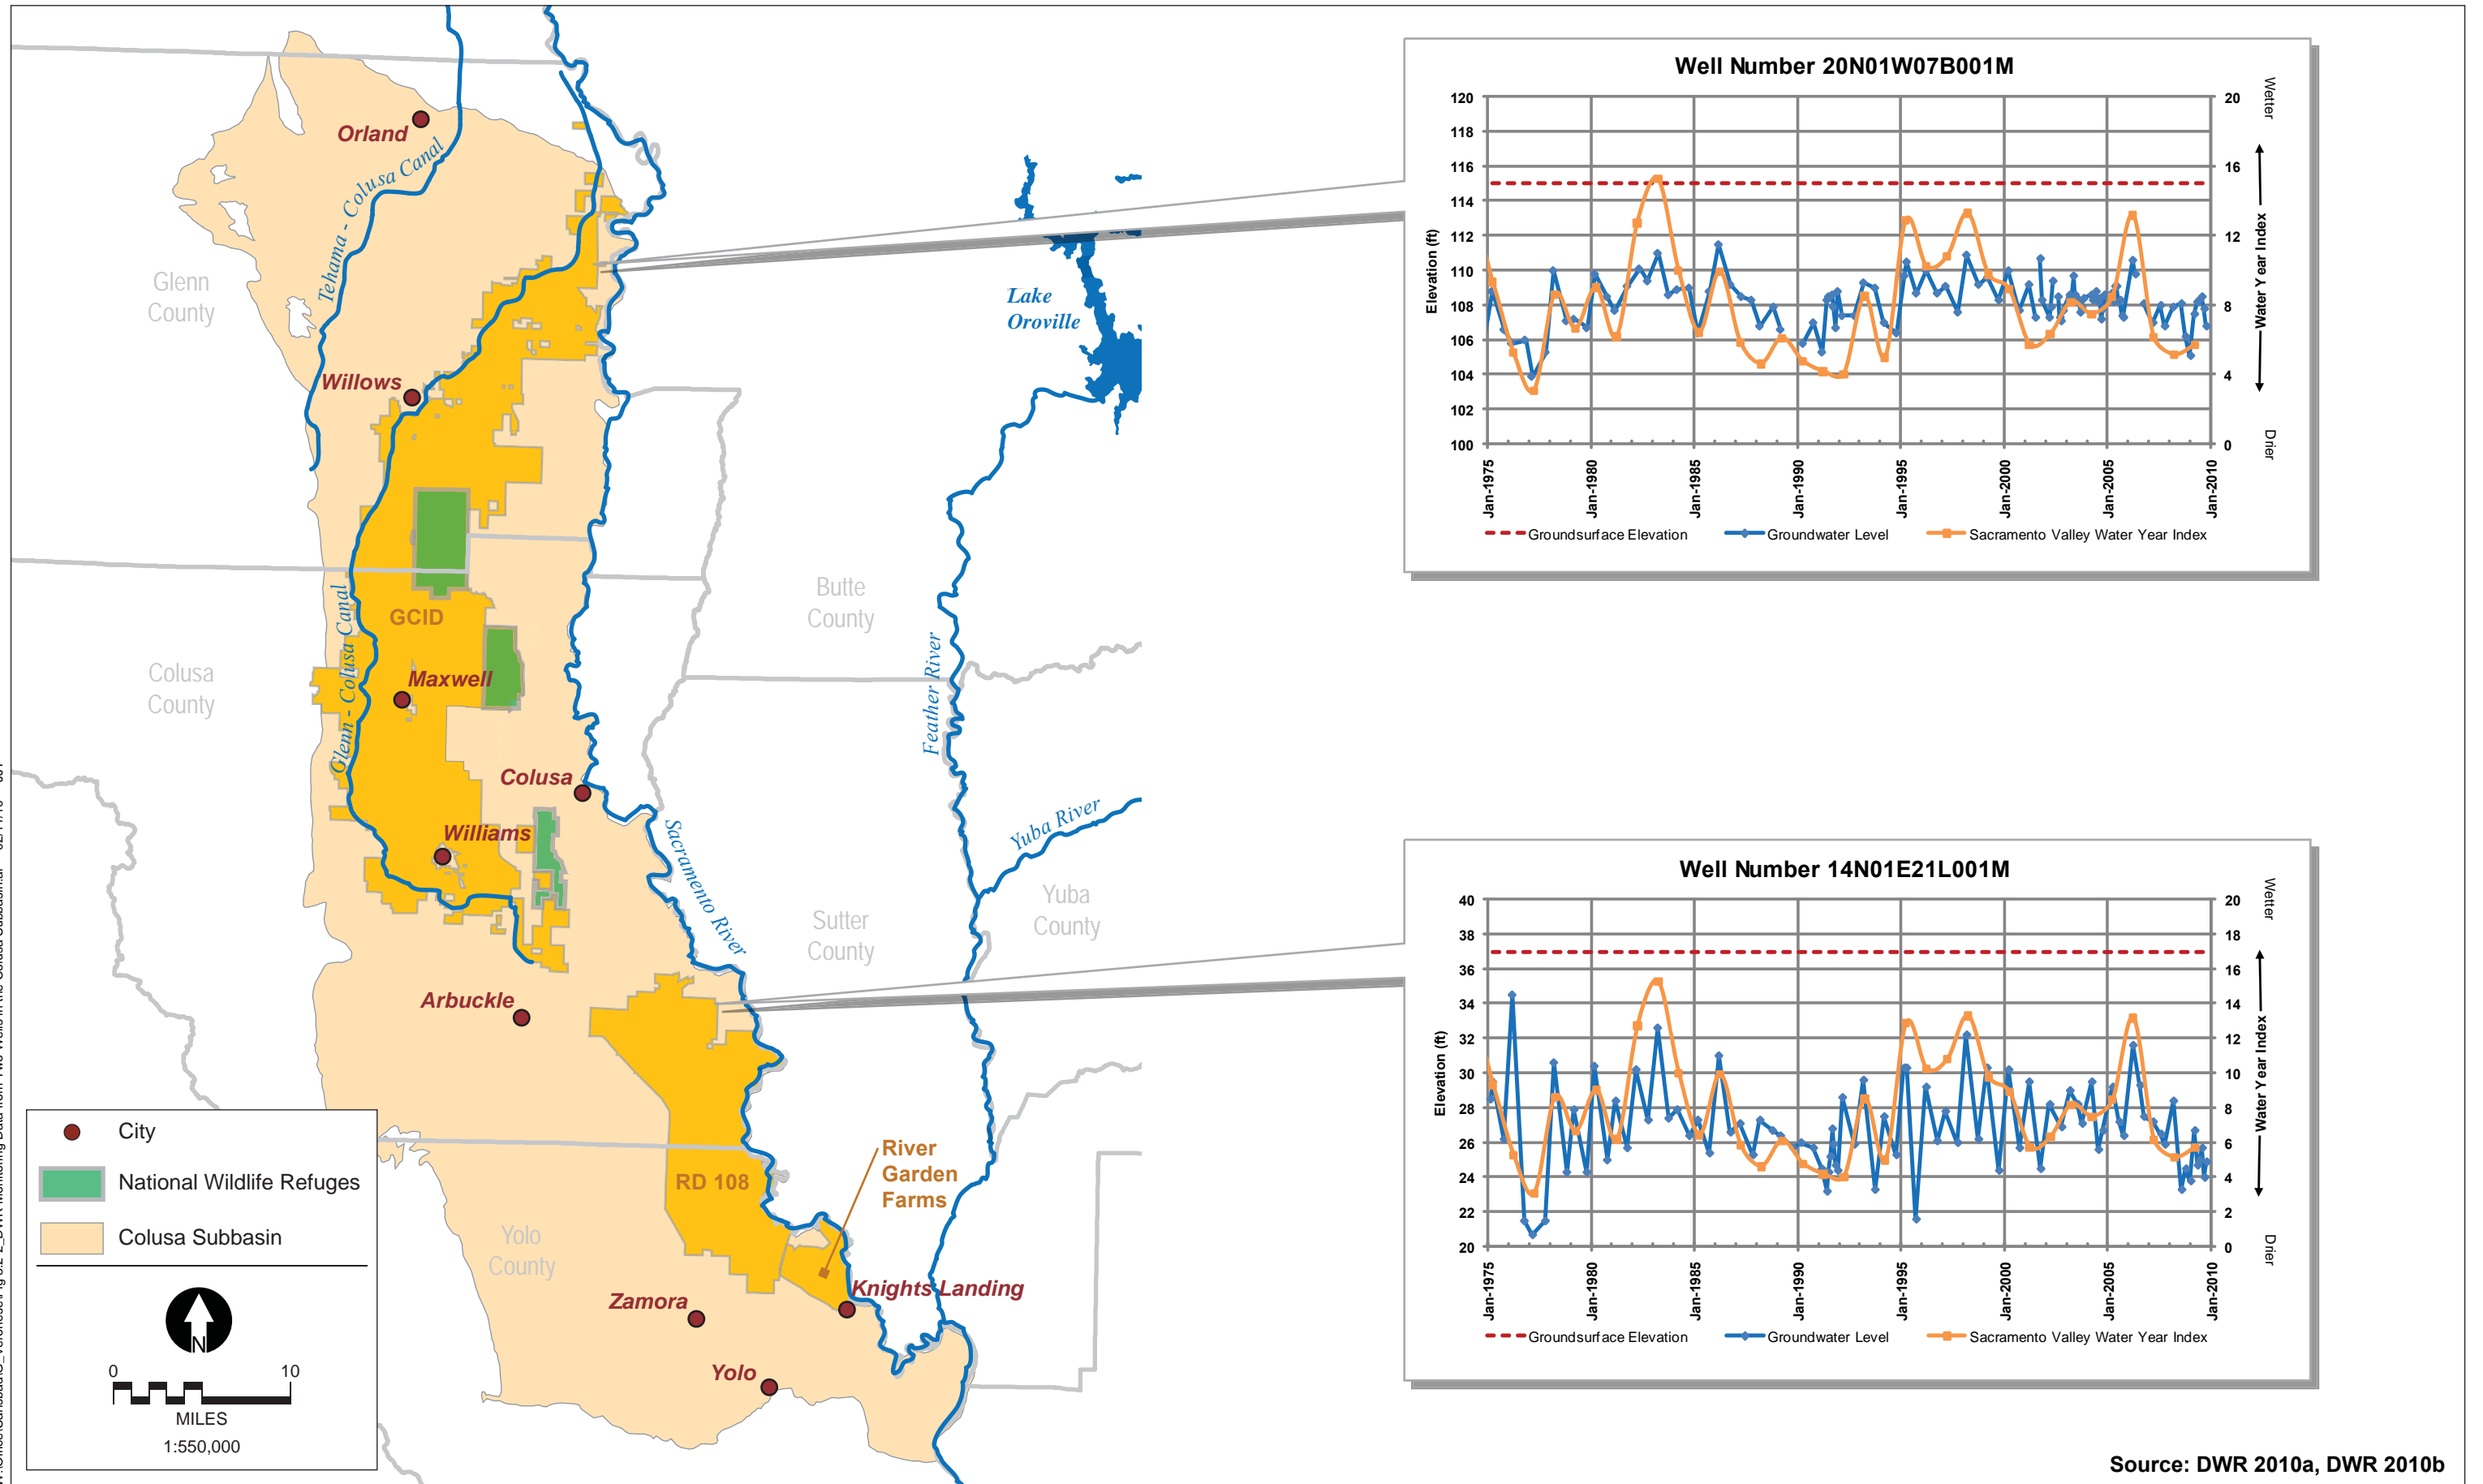 Orland
Tehama - Colusa Canal
Glenn
County
Willows
Lake
Oroville
Butte
County
GCID
Glenn - Colusa Canal
Maxwell
Colusa
County
Feather River
Colusa
Williams
Sacramento River
Yuba River
Yuba
County
Sutter
County
Arbuckle
River
Garden
Farms
RD 108
Yolo
County
Knights Landing
Zamora
Yolo
City
National Wildlife Refuges
Colusa Subbasin
N
0 10
MILES
1:550,000
Well Number 20N01W07B001M
Elevation (ft)
120
118
116
114
112
110
108
106
104
102
100
20
16
12
8
4
0
Wetter
Water Year Index
Drier
Jan-1975
Jan-1980
Jan-1985
Jan-1990
Jan-1995
Jan-2000
Jan-2005
Jan-2010
Groundsurface Elevation Groundwater Level Sacramento Valley Water Year Index
Well Number 14N01E21L001M
Elevation (ft)
40
38
36
34
32
30
28
26
24
22
20
20
18
16
14
12
10
8
6
4
2
0
Wetter
Water Year Index
Drier
Jan-1975
Jan-1980
Jan-1985
Jan-1990
Jan-1995
Jan-2000
Jan-2005
Jan-2010
Groundsurface Elevation Groundwater Level Sacramento Valley Water Year Index
Source: DWR 2010a, DWR 2010b